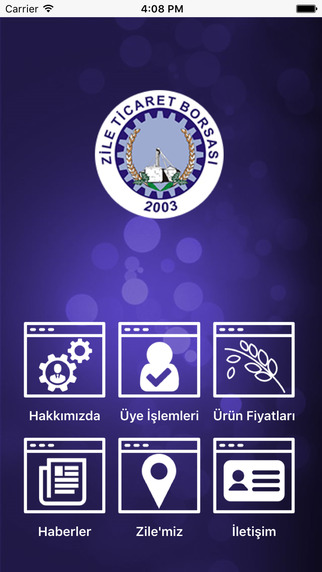 Carrier 4:08 PM
ZİLE TİCARET BORSASI
2003
Hakkımızda Üye İşlemleri Ürün Fiyatları
Haberler Zile'miz İletişim